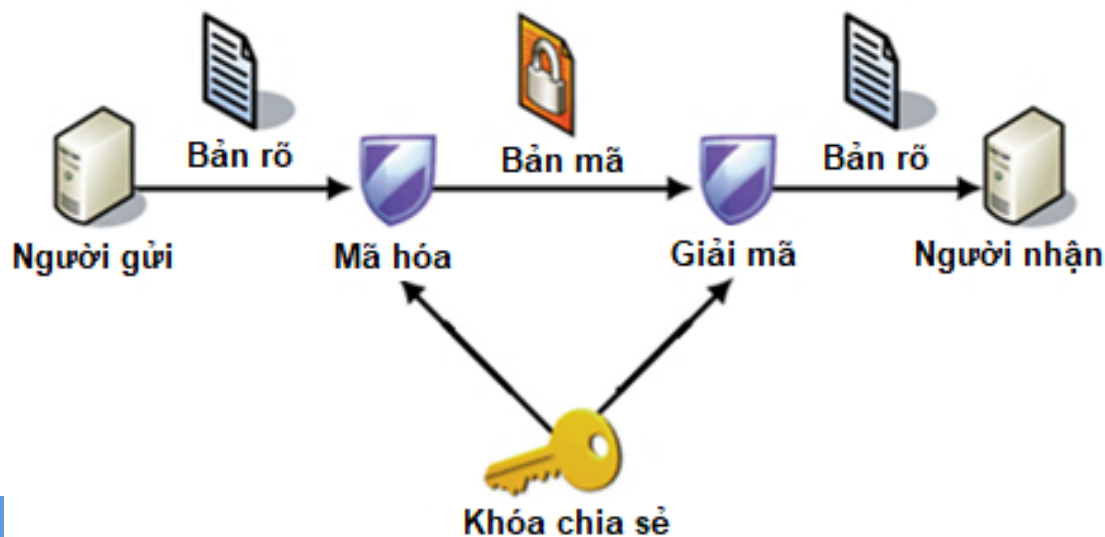 Bản rõ
Bản mã
Bản rõ
Người gửi
Mã hóa
Giải mã
Người nhận
Khóa chia sẻ